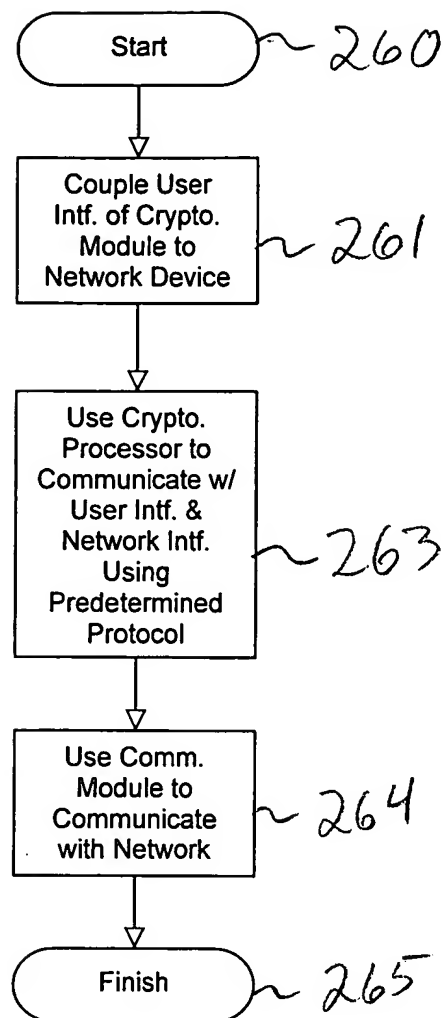 Start
260
Couple User
Intf. of Crypto.
Module to
Network Device
261
Use Crypto.
Processor to
Communicate w/
User Intf. &
Network Intf.
Using
Predetermined
Protocol
263
Use Comm.
Module to
Communicate
with Network
264
Finish
265